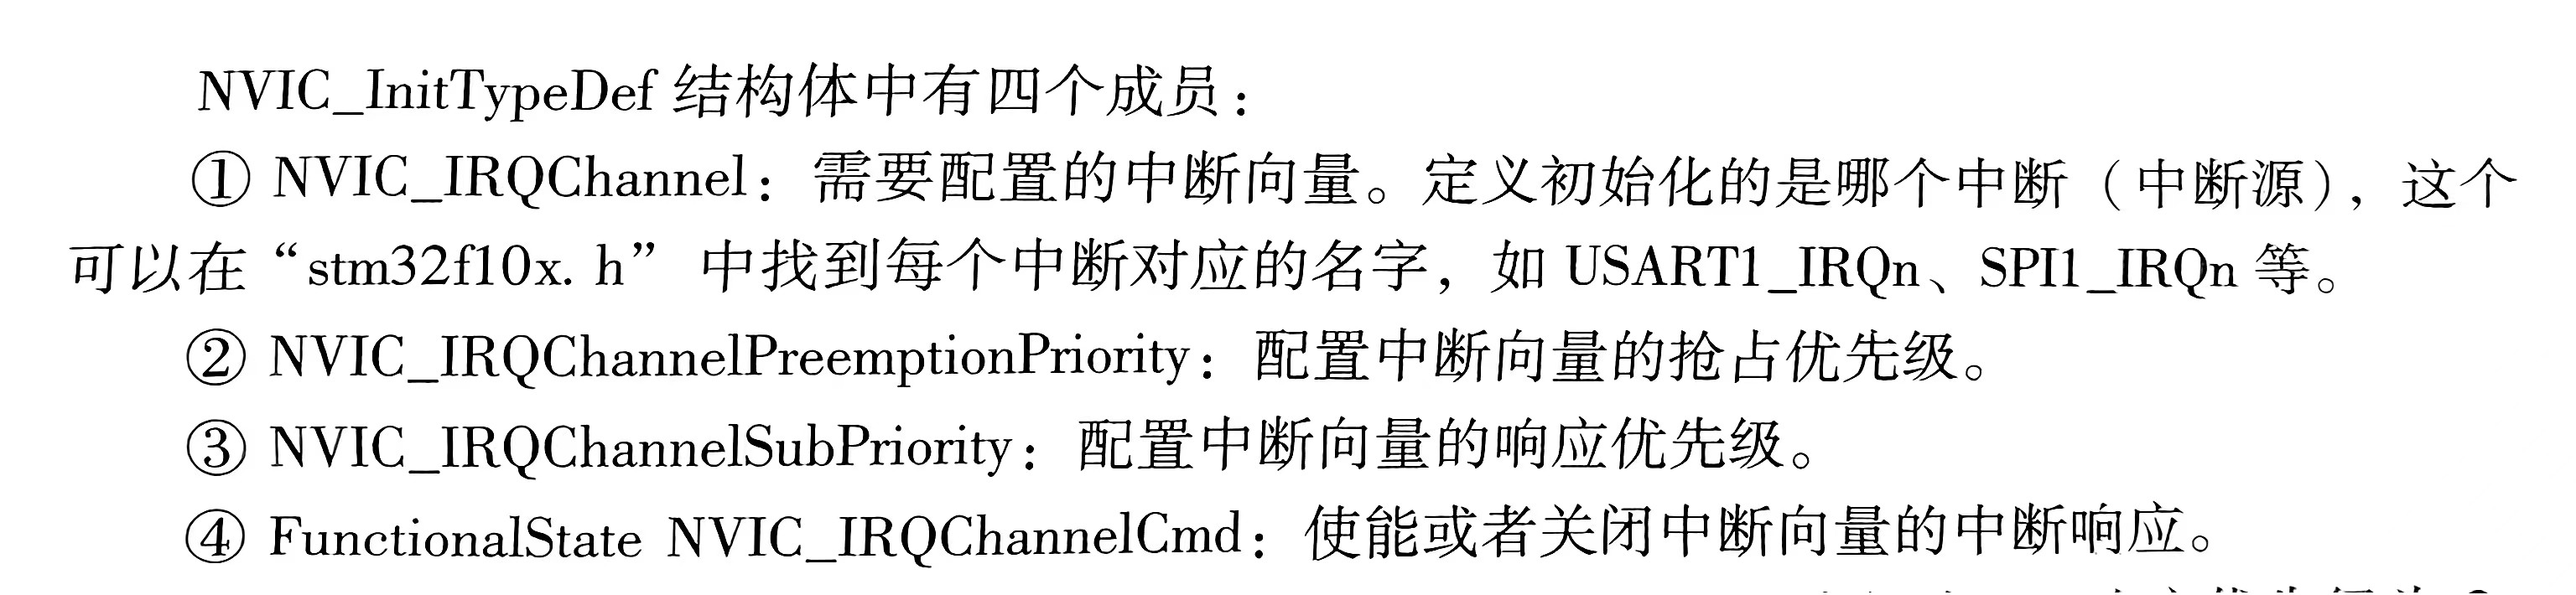 NVIC_InitTypeDef 结构体中有四个成员：
① NVIC_IRQChannel：需要配置的中断向量。定义初始化的是哪个中断（中断源），这个
可以在“stm32f10x. h” 中找到每个中断对应的名字，如 USART1_IRQn、SPI1_IRQn 等。
② NVIC_IRQChannelPreemptionPriority：配置中断向量的抢占优先级。
③ NVIC_IRQChannelSubPriority：配置中断向量的响应优先级。
④ FunctionalState NVIC_IRQChannelCmd：使能或者关闭中断向量的中断响应。